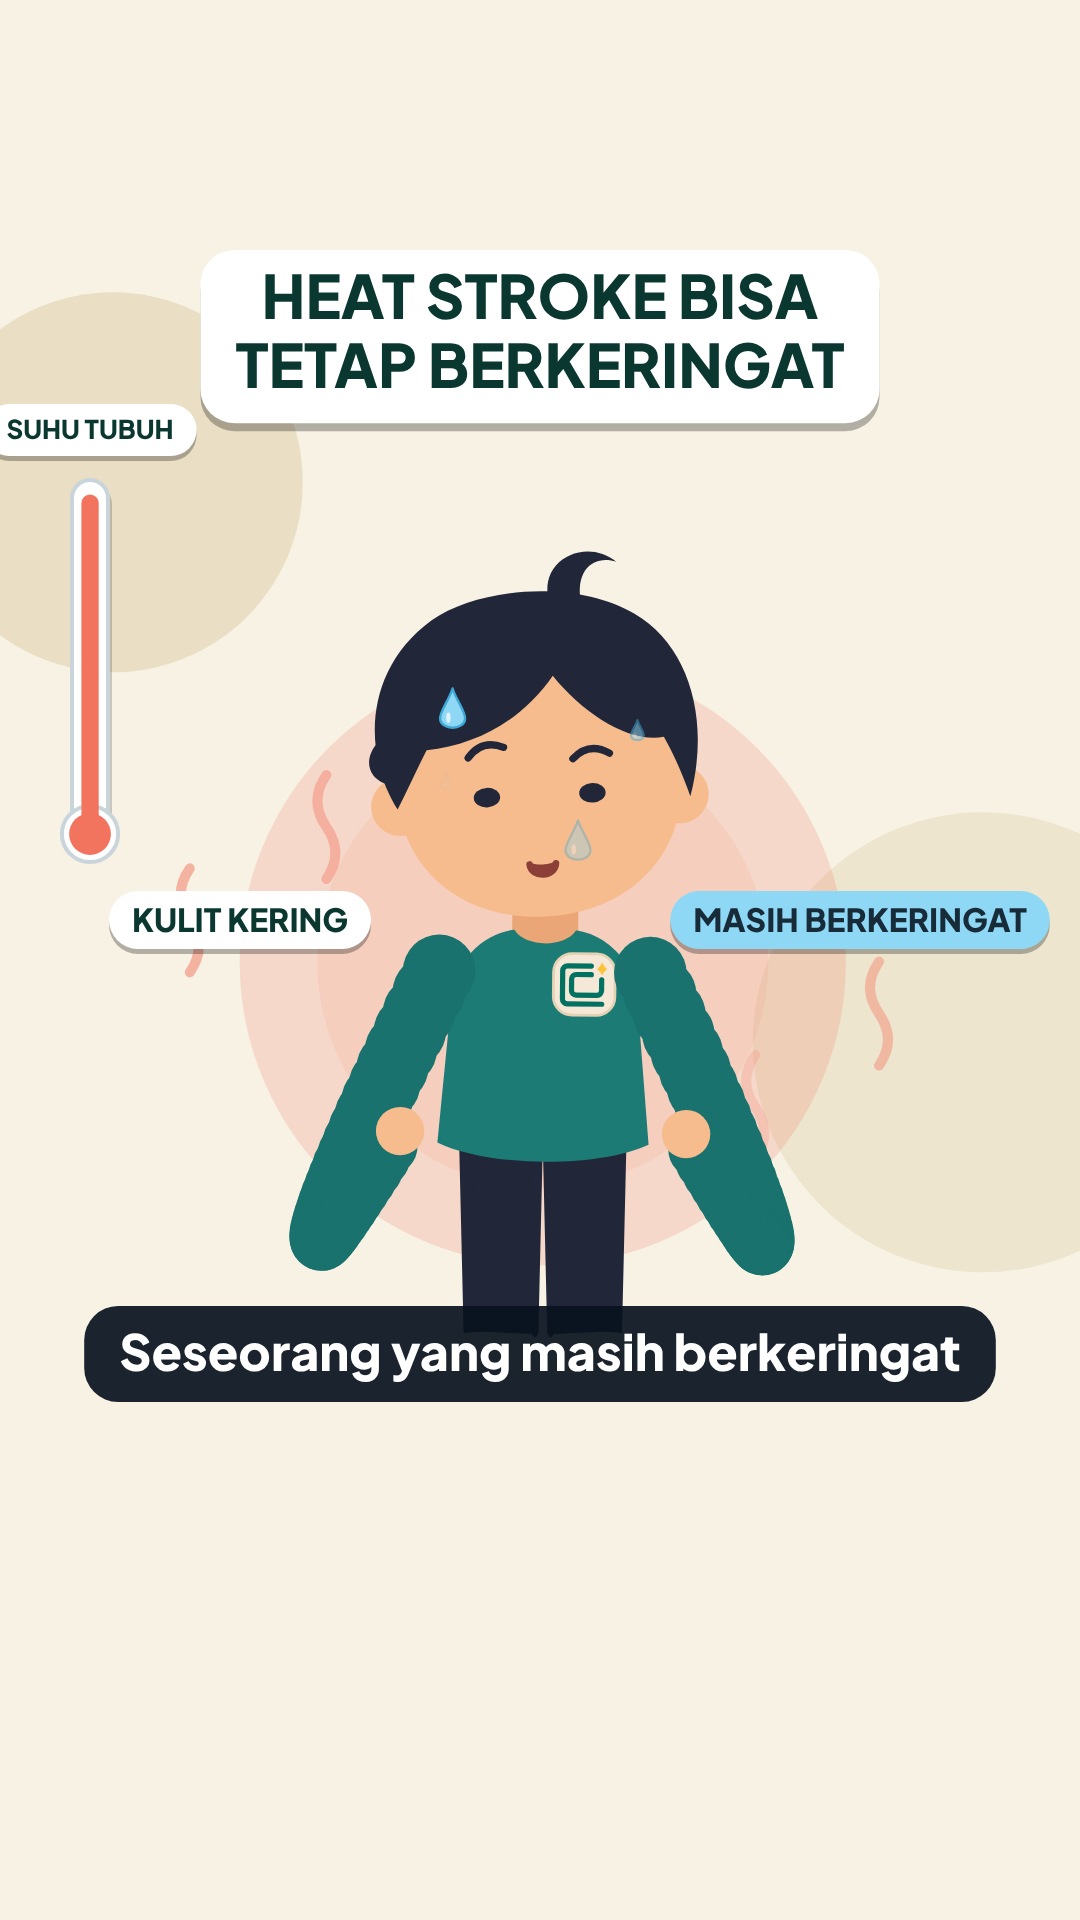 HEAT STROKE BISA
TETAP BERKERINGAT
SUHU TUBUH
KULIT KERING
MASIH BERKERINGAT
Seseorang yang masih berkeringat